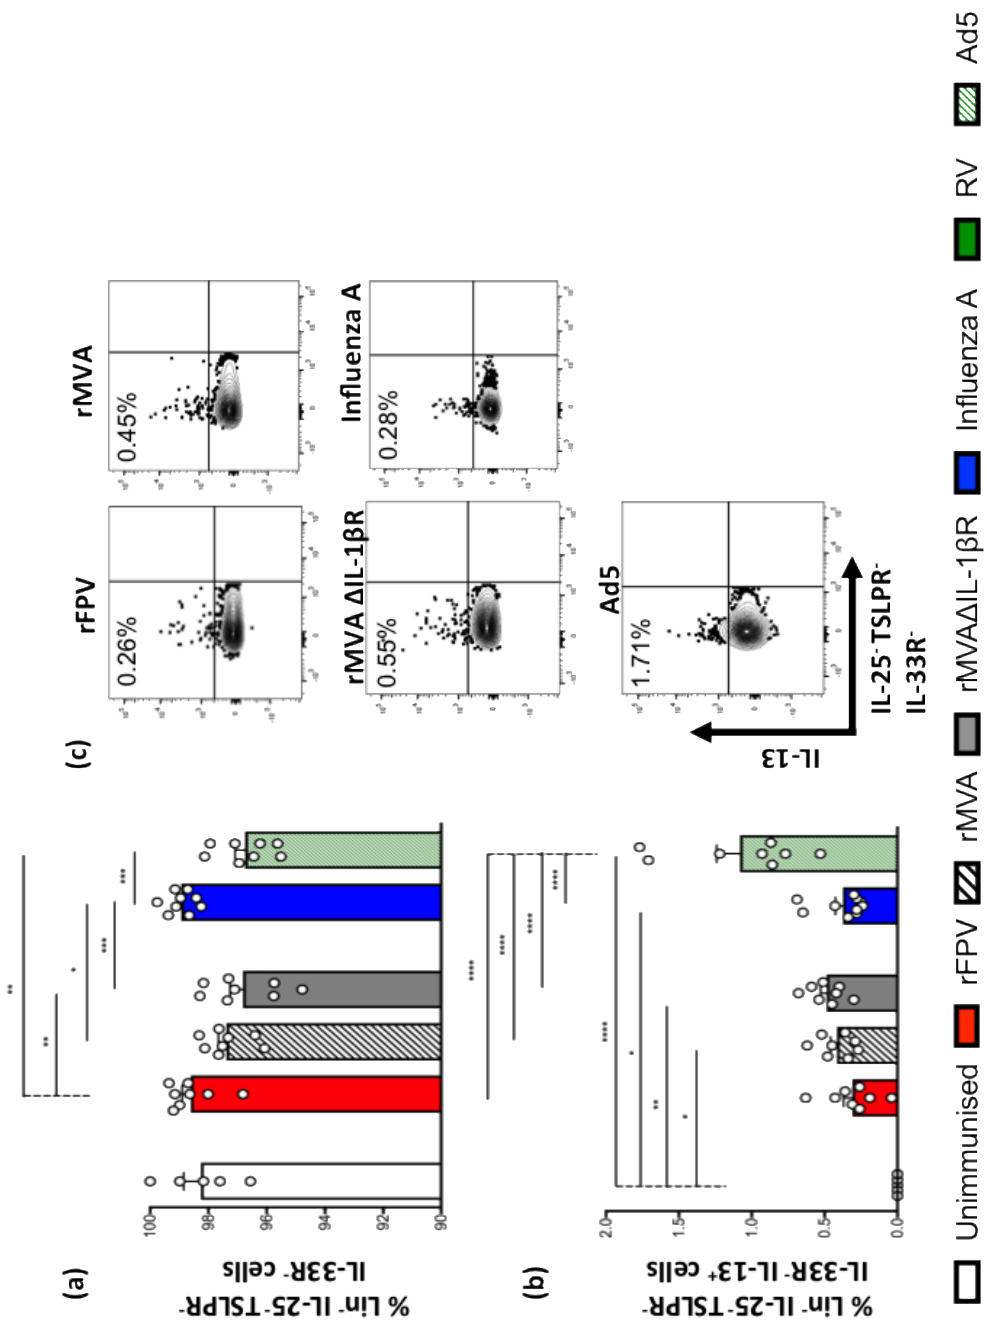 (a)
% Lin⁻ IL-25⁻TSLPR⁻
IL-33R⁻ cells
100
98
96
94
92
90
**
**
*
***
***
(b)
% Lin⁻ IL-25⁻TSLPR⁻
IL-33R⁻ IL-13⁺ cells
2.0
1.5
1.0
0.5
0.0
****
*
**
*
****
****
****
****
(c)
rFPV
0.26%
rMVA
0.45%
rMVA ΔIL-1βR
0.55%
Influenza A
0.28%
Ad5
1.71%
IL-13
IL-25⁻ TSLPR⁻
IL-33R⁻
Unimmunised rFPV rMVA rMVAΔIL-1βR Influenza A RV Ad5